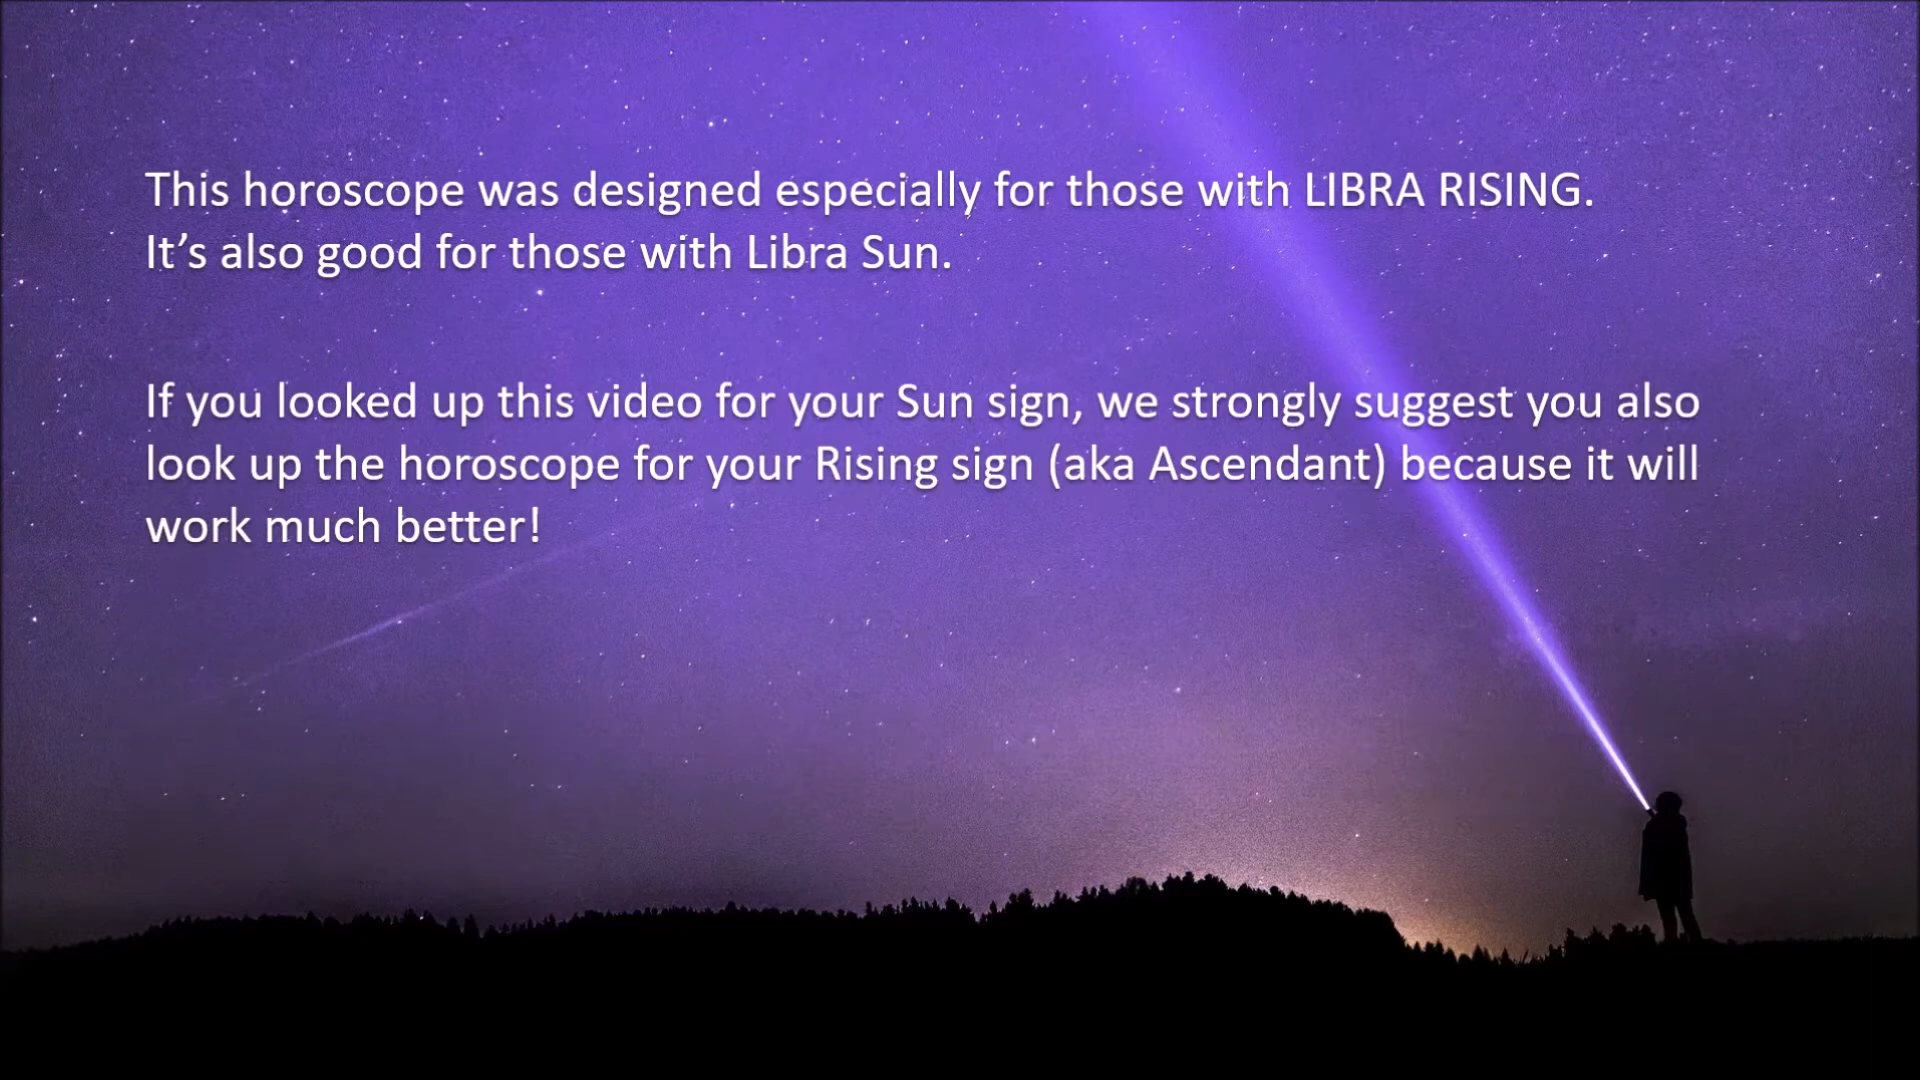 This horoscope was designed especially for those with LIBRA RISING.
It’s also good for those with Libra Sun.
If you looked up this video for your Sun sign, we strongly suggest you also
look up the horoscope for your Rising sign (aka Ascendant) because it will
work much better!